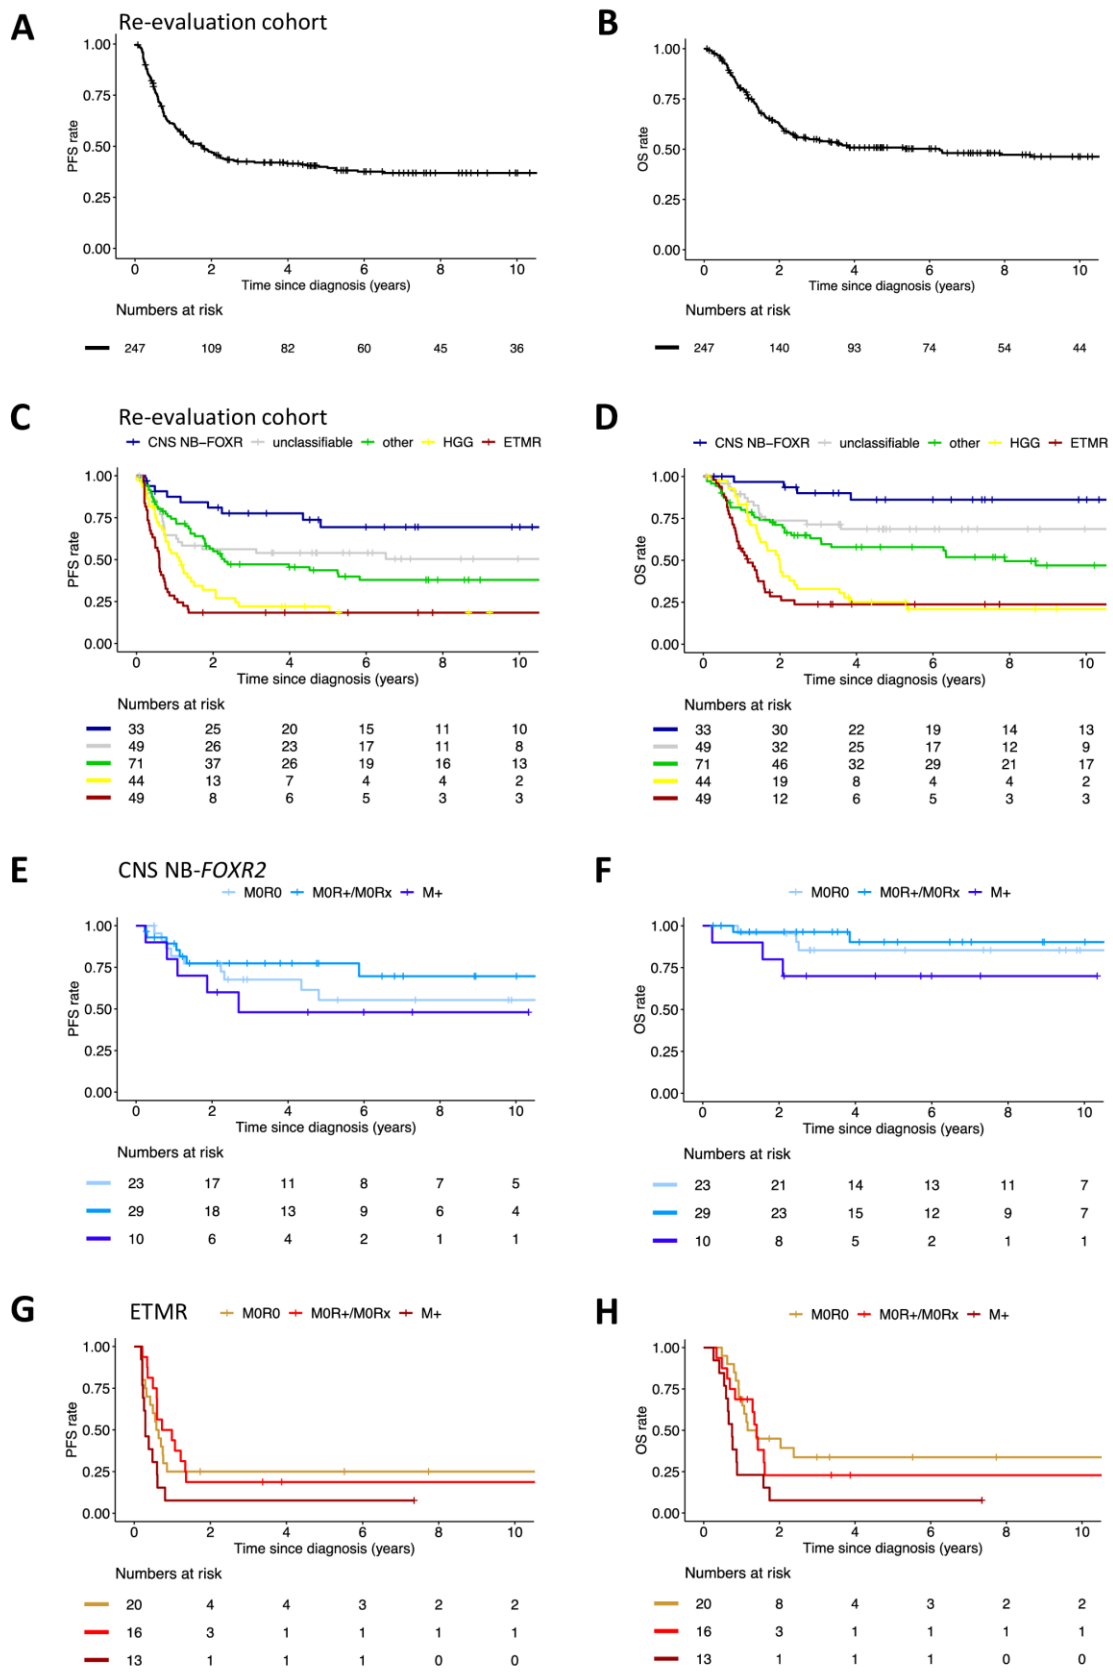 A Re-evaluation cohort
1.00
0.75
0.50
0.25
0.00
PFS rate
0 2 4 6 8 10
Time since diagnosis (years)
Numbers at risk
247 109 82 60 45 36
B
1.00
0.75
0.50
0.25
0.00
OS rate
0 2 4 6 8 10
Time since diagnosis (years)
Numbers at risk
247 140 93 74 54 44
C Re-evaluation cohort
CNS NB-FOXR unclassifiable other HGG ETMR
1.00
0.75
0.50
0.25
0.00
PFS rate
0 2 4 6 8 10
Time since diagnosis (years)
Numbers at risk
33 25 20 15 11 10
49 26 23 17 11 8
71 37 26 19 16 13
44 13 7 4 4 2
49 8 6 5 3 3
D
CNS NB-FOXR unclassifiable other HGG ETMR
1.00
0.75
0.50
0.25
0.00
OS rate
0 2 4 6 8 10
Time since diagnosis (years)
Numbers at risk
33 30 22 19 14 13
49 32 25 17 12 9
71 46 32 29 21 17
44 19 8 4 4 2
49 12 6 5 3 3
E CNS NB-FOXR2
M0R0 M0R+/M0Rx M+
1.00
0.75
0.50
0.25
0.00
PFS rate
0 2 4 6 8 10
Time since diagnosis (years)
Numbers at risk
23 17 11 8 7 5
29 18 13 9 6 4
10 6 4 2 1 1
F
M0R0 M0R+/M0Rx M+
1.00
0.75
0.50
0.25
0.00
OS rate
0 2 4 6 8 10
Time since diagnosis (years)
Numbers at risk
23 21 14 13 11 7
29 23 15 12 9 7
10 8 5 2 1 1
G ETMR M0R0 M0R+/M0Rx M+
1.00
0.75
0.50
0.25
0.00
PFS rate
0 2 4 6 8 10
Time since diagnosis (years)
Numbers at risk
20 4 4 3 2 2
16 3 1 1 1 1
13 1 1 1 0 0
H M0R0 M0R+/M0Rx M+
1.00
0.75
0.50
0.25
0.00
OS rate
0 2 4 6 8 10
Time since diagnosis (years)
Numbers at risk
20 8 4 3 2 2
16 3 1 1 1 1
13 1 1 1 0 0